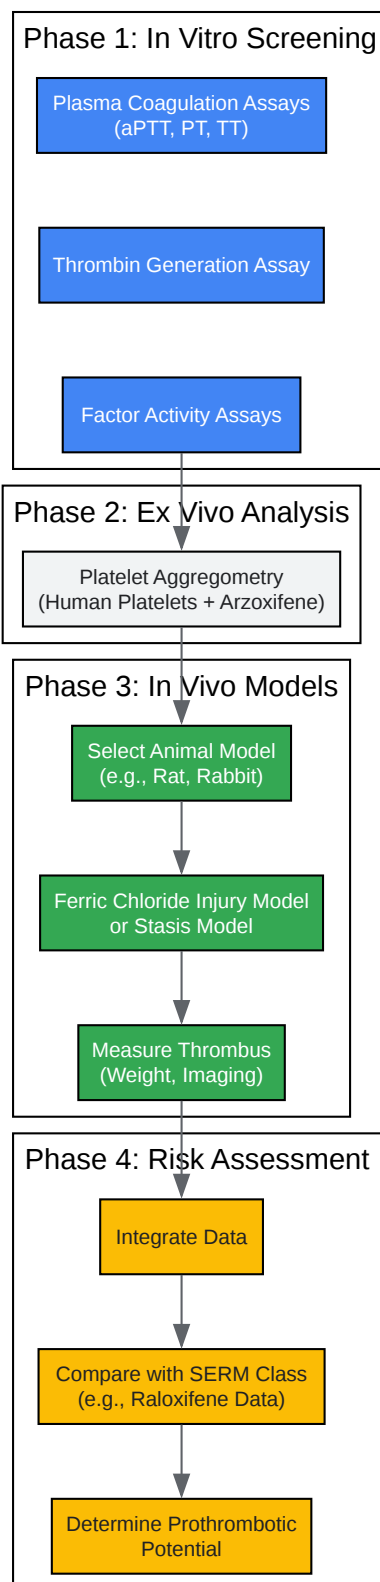 Phase 1: In Vitro Screening
Plasma Coagulation Assays
(aPTT, PT, TT)
Thrombin Generation Assay
Factor Activity Assays
Phase 2: Ex Vivo Analysis
Platelet Aggregometry
(Human Platelets + Arzoxifene)
Phase 3: In Vivo Models
Select Animal Model
(e.g., Rat, Rabbit)
Ferric Chloride Injury Model
or Stasis Model
Measure Thrombus
(Weight, Imaging)
Phase 4: Risk Assessment
Integrate Data
Compare with SERM Class
(e.g., Raloxifene Data)
Determine Prothrombotic
Potential